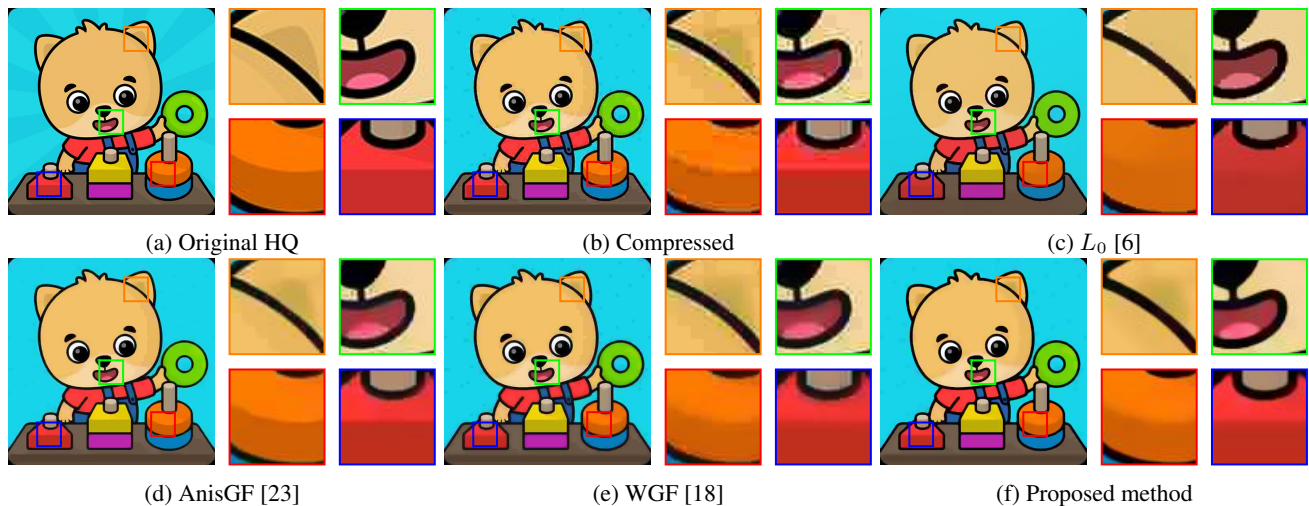 (a) Original HQ
(b) Compressed
(c) L₀ [6]
(d) AnisGF [23]
(e) WGF [18]
(f) Proposed method